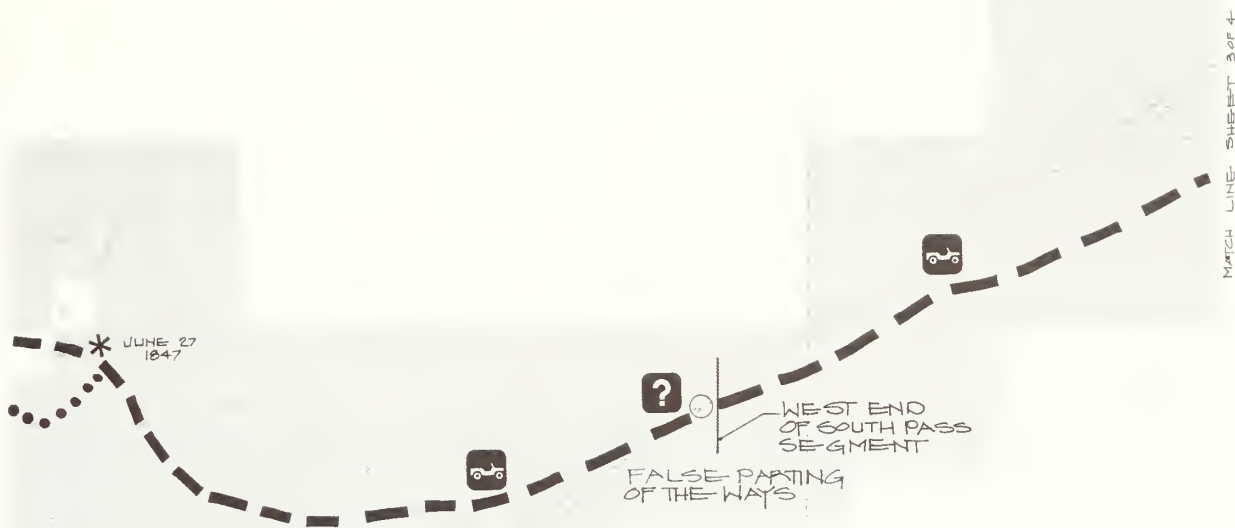 MATCH LINE SHEET 3 OF 4
JUNE 27
1847
?
WEST END
OF SOUTH PASS
SEGMENT
FALSE PARTING
OF THE WAYS